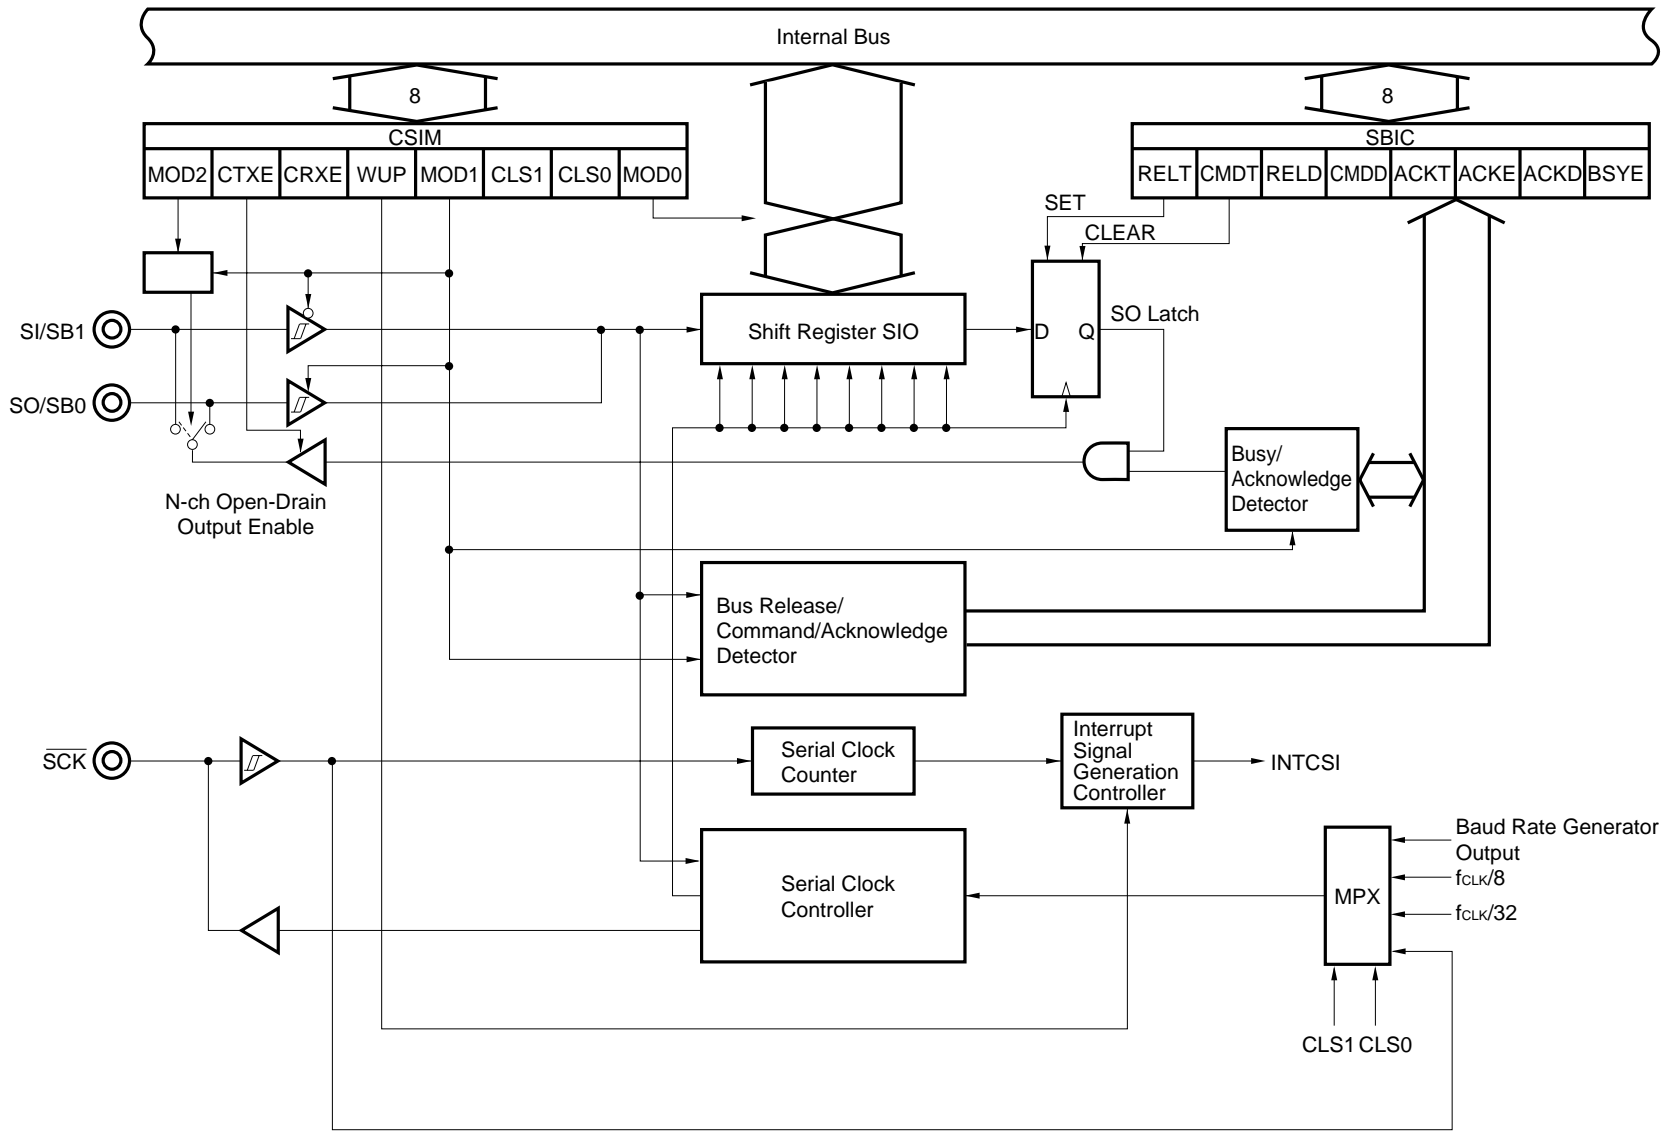 Internal Bus
8
8
CSIM
MOD2 CTXE CRXE WUP MOD1 CLS1 CLS0 MOD0
SBIC
RELT CMDT RELD CMDD ACKT ACKE ACKD BSYE
SET
CLEAR
SI/SB1
Shift Register SIO
D Q
SO Latch
SO/SB0
N-ch Open-Drain
Output Enable
Busy/
Acknowledge
Detector
Bus Release/
Command/Acknowledge
Detector
SCK
Serial Clock
Counter
Interrupt
Signal
Generation
Controller
INTCSI
Serial Clock
Controller
MPX
Baud Rate Generator
Output
fCLK/8
fCLK/32
CLS1 CLS0